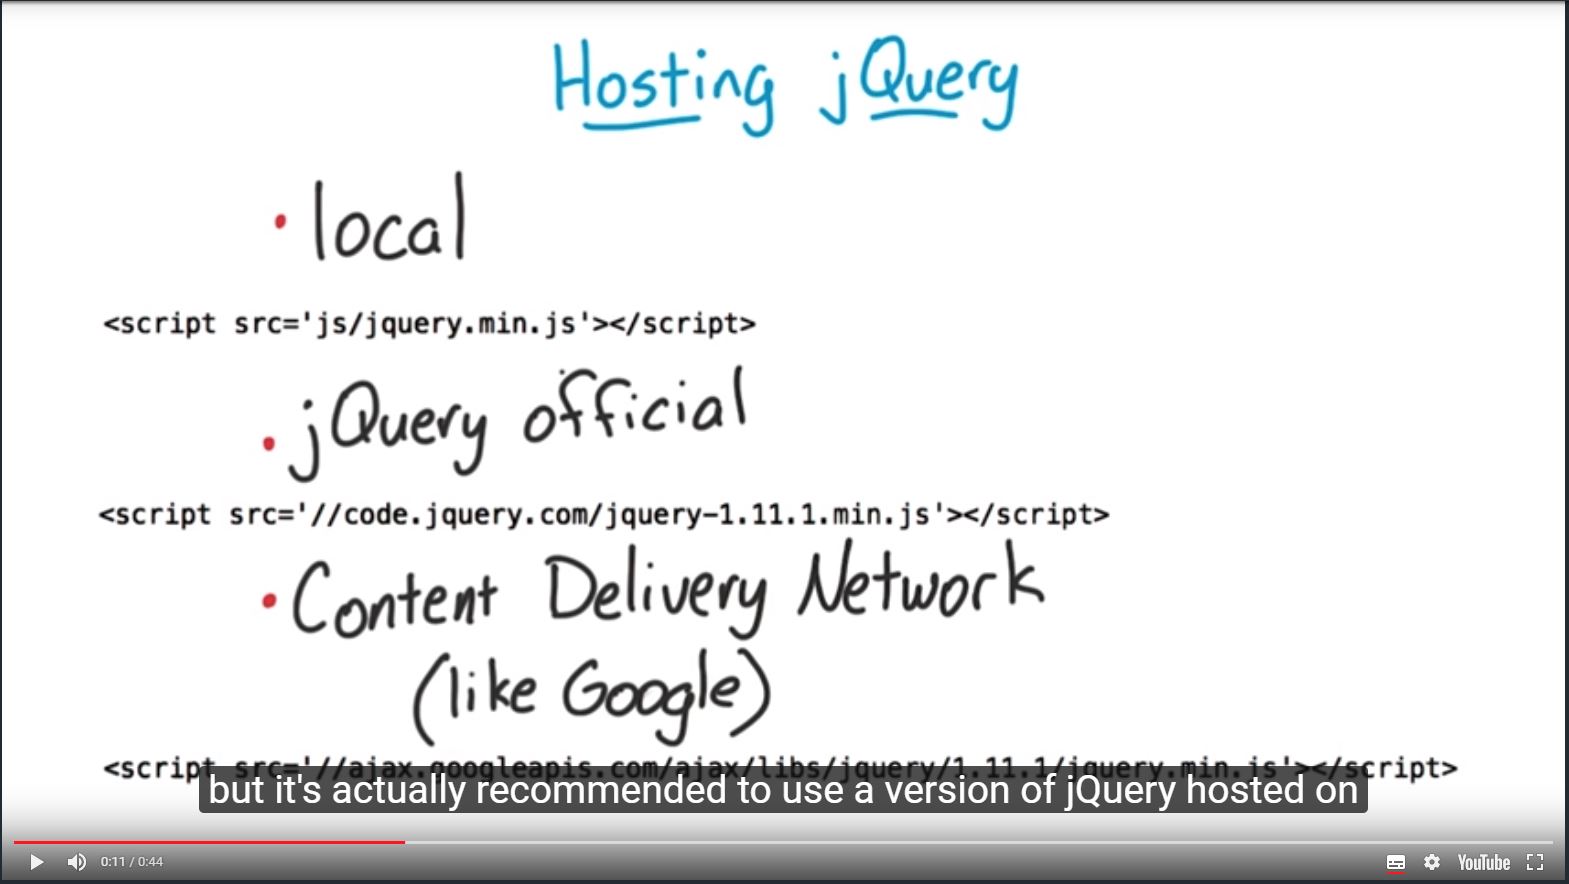 Hosting jQuery
• local
<script src='js/jquery.min.js'></script>
• jQuery official
<script src='//code.jquery.com/jquery-1.11.1.min.js'></script>
• Content Delivery Network
(like Google)
<script src='//ajax.googleapis.com/ajax/libs/jquery/1.11.1/jquery.min.js'></script>
but it's actually recommended to use a version of jQuery hosted on
0:11 / 0:44
YouTube